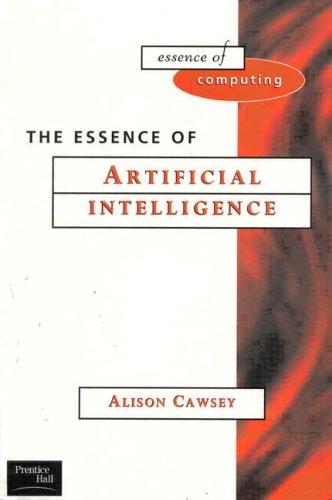 essence of
computing
THE ESSENCE OF
ARTIFICIAL
INTELLIGENCE
ALISON CAWSEY
Prentice
Hall